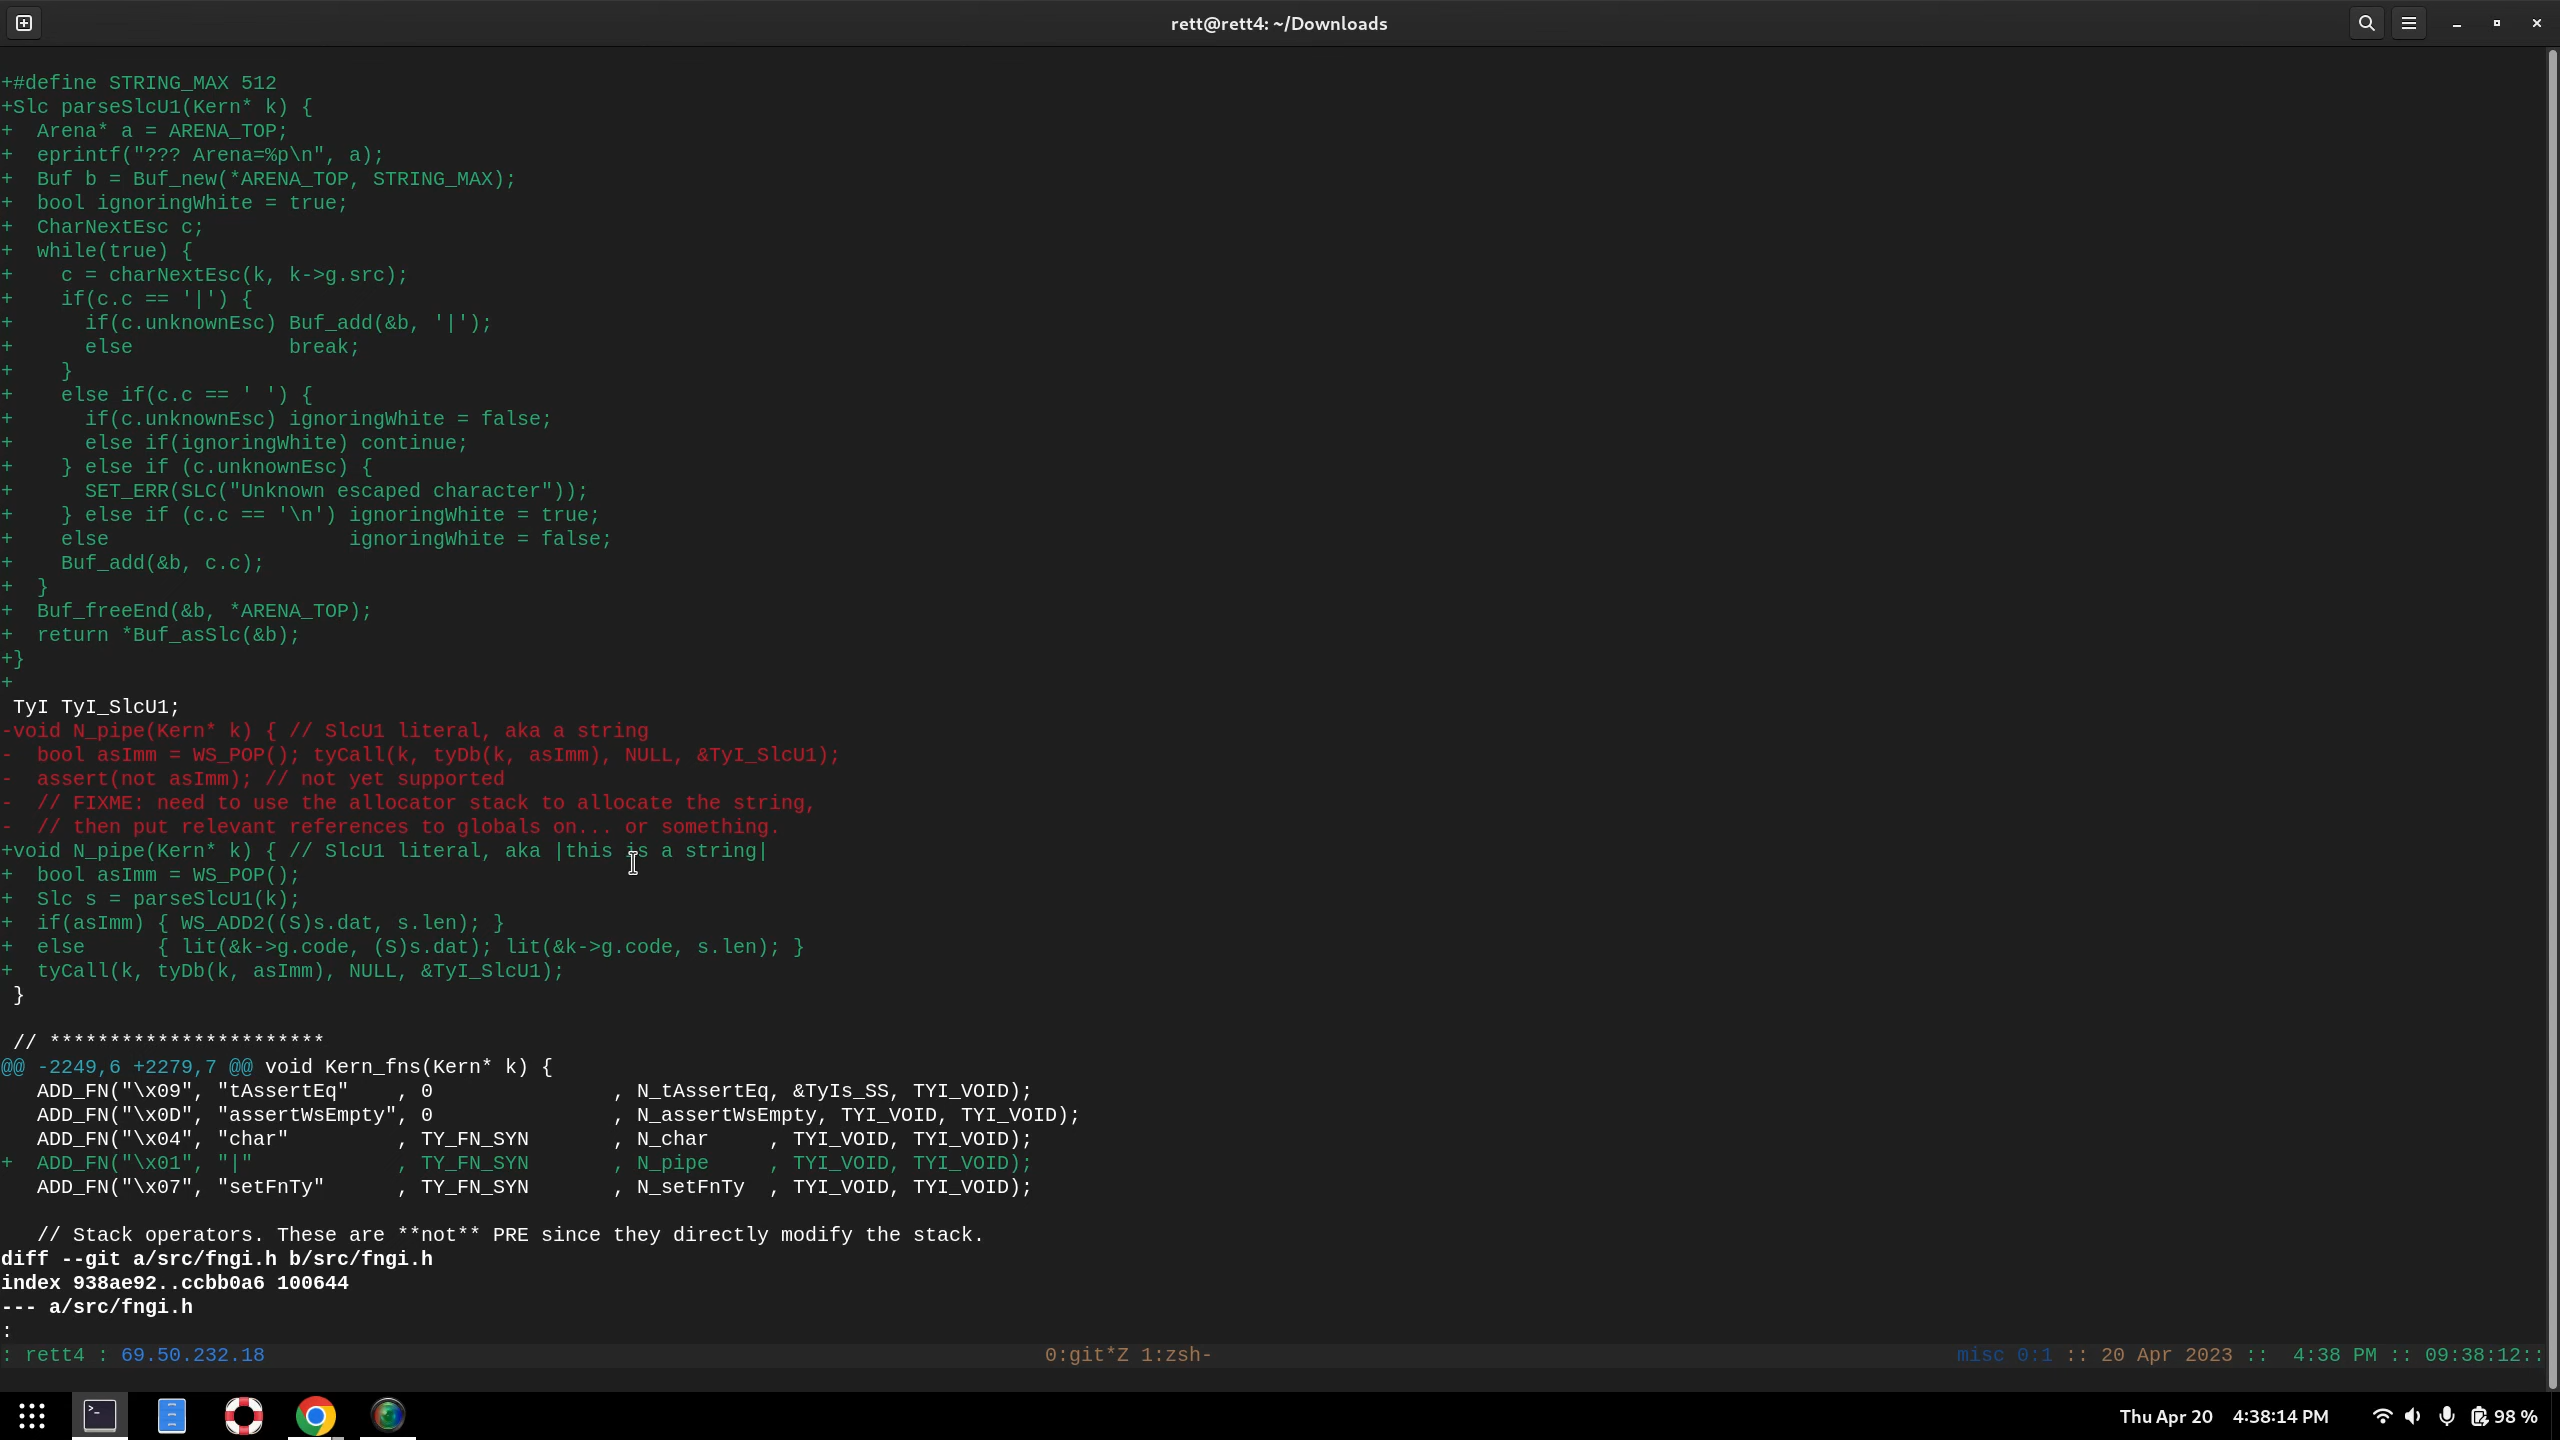 rett@rett4: ~/Downloads
+#define STRING_MAX 512
+Slc parseSlcU1(Kern* k) {
+  Arena* a = ARENA_TOP;
+  eprintf("??? Arena=%p\n", a);
+  Buf b = Buf_new(*ARENA_TOP, STRING_MAX);
+  bool ignoringWhite = true;
+  CharNextEsc c;
+  while(true) {
+    c = charNextEsc(k, k->g.src);
+    if(c.c == '|') {
+      if(c.unknownEsc) Buf_add(&b, '|');
+      else             break;
+    }
+    else if(c.c == ' ') {
+      if(c.unknownEsc) ignoringWhite = false;
+      else if(ignoringWhite) continue;
+    } else if (c.unknownEsc) {
+      SET_ERR(SLC("Unknown escaped character"));
+    } else if (c.c == '\n') ignoringWhite = true;
+    else                    ignoringWhite = false;
+    Buf_add(&b, c.c);
+  }
+  Buf_freeEnd(&b, *ARENA_TOP);
+  return *Buf_asSlc(&b);
+}
+
 TyI TyI_SlcU1;
-void N_pipe(Kern* k) { // SlcU1 literal, aka a string
-  bool asImm = WS_POP(); tyCall(k, tyDb(k, asImm), NULL, &TyI_SlcU1);
-  assert(not asImm); // not yet supported
-  // FIXME: need to use the allocator stack to allocate the string,
-  // then put relevant references to globals on... or something.
+void N_pipe(Kern* k) { // SlcU1 literal, aka |this is a string|
+  bool asImm = WS_POP();
+  Slc s = parseSlcU1(k);
+  if(asImm) { WS_ADD2((S)s.dat, s.len); }
+  else      { lit(&k->g.code, (S)s.dat); lit(&k->g.code, s.len); }
+  tyCall(k, tyDb(k, asImm), NULL, &TyI_SlcU1);
 }
 // ***********************
@@ -2249,6 +2279,7 @@ void Kern_fns(Kern* k) {
   ADD_FN("\x09", "tAssertEq"    , 0               , N_tAssertEq, &TyIs_SS, TYI_VOID);
   ADD_FN("\x0D", "assertWsEmpty", 0               , N_assertWsEmpty, TYI_VOID, TYI_VOID);
   ADD_FN("\x04", "char"         , TY_FN_SYN       , N_char     , TYI_VOID, TYI_VOID);
+  ADD_FN("\x01", "|"            , TY_FN_SYN       , N_pipe     , TYI_VOID, TYI_VOID);
   ADD_FN("\x07", "setFnTy"      , TY_FN_SYN       , N_setFnTy  , TYI_VOID, TYI_VOID);
   // Stack operators. These are **not** PRE since they directly modify the stack.
diff --git a/src/fngi.h b/src/fngi.h
index 938ae92..ccbb0a6 100644
--- a/src/fngi.h
:
: rett4 : 69.50.232.18 0:git*Z 1:zsh- misc 0:1 :: 20 Apr 2023 ::  4:38 PM :: 09:38:12::
Thu Apr 20 4:38:14 PM 98 %